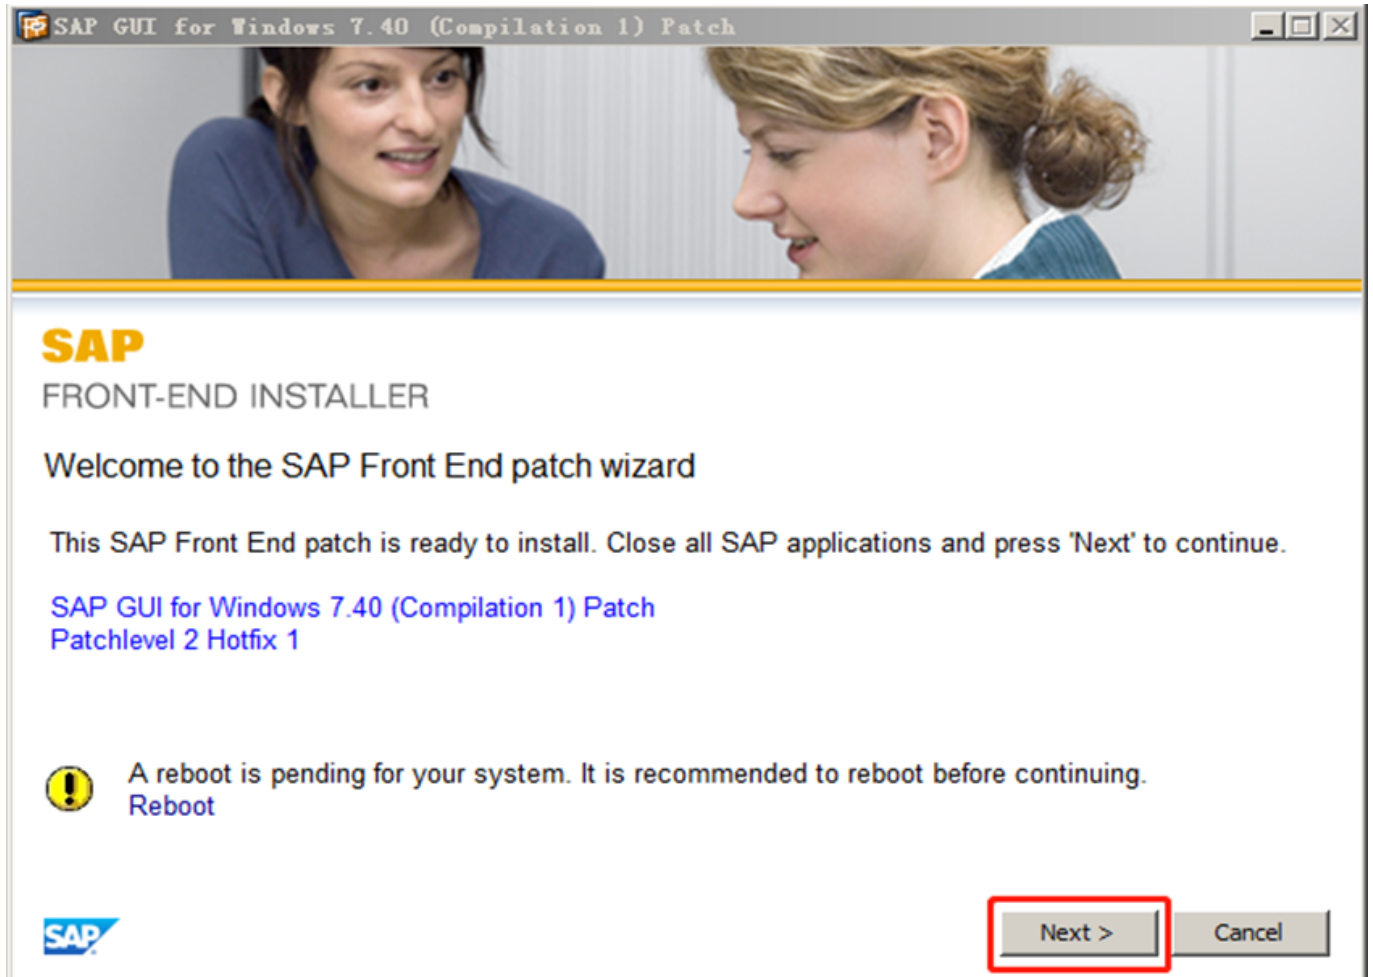 SAP GUI for Windows 7.40 (Compilation 1) Patch
SAP
FRONT-END INSTALLER
Welcome to the SAP Front End patch wizard
This SAP Front End patch is ready to install. Close all SAP applications and press 'Next' to continue.
SAP GUI for Windows 7.40 (Compilation 1) Patch
Patchlevel 2 Hotfix 1
A reboot is pending for your system. It is recommended to reboot before continuing.
Reboot
SAP
Next >
Cancel